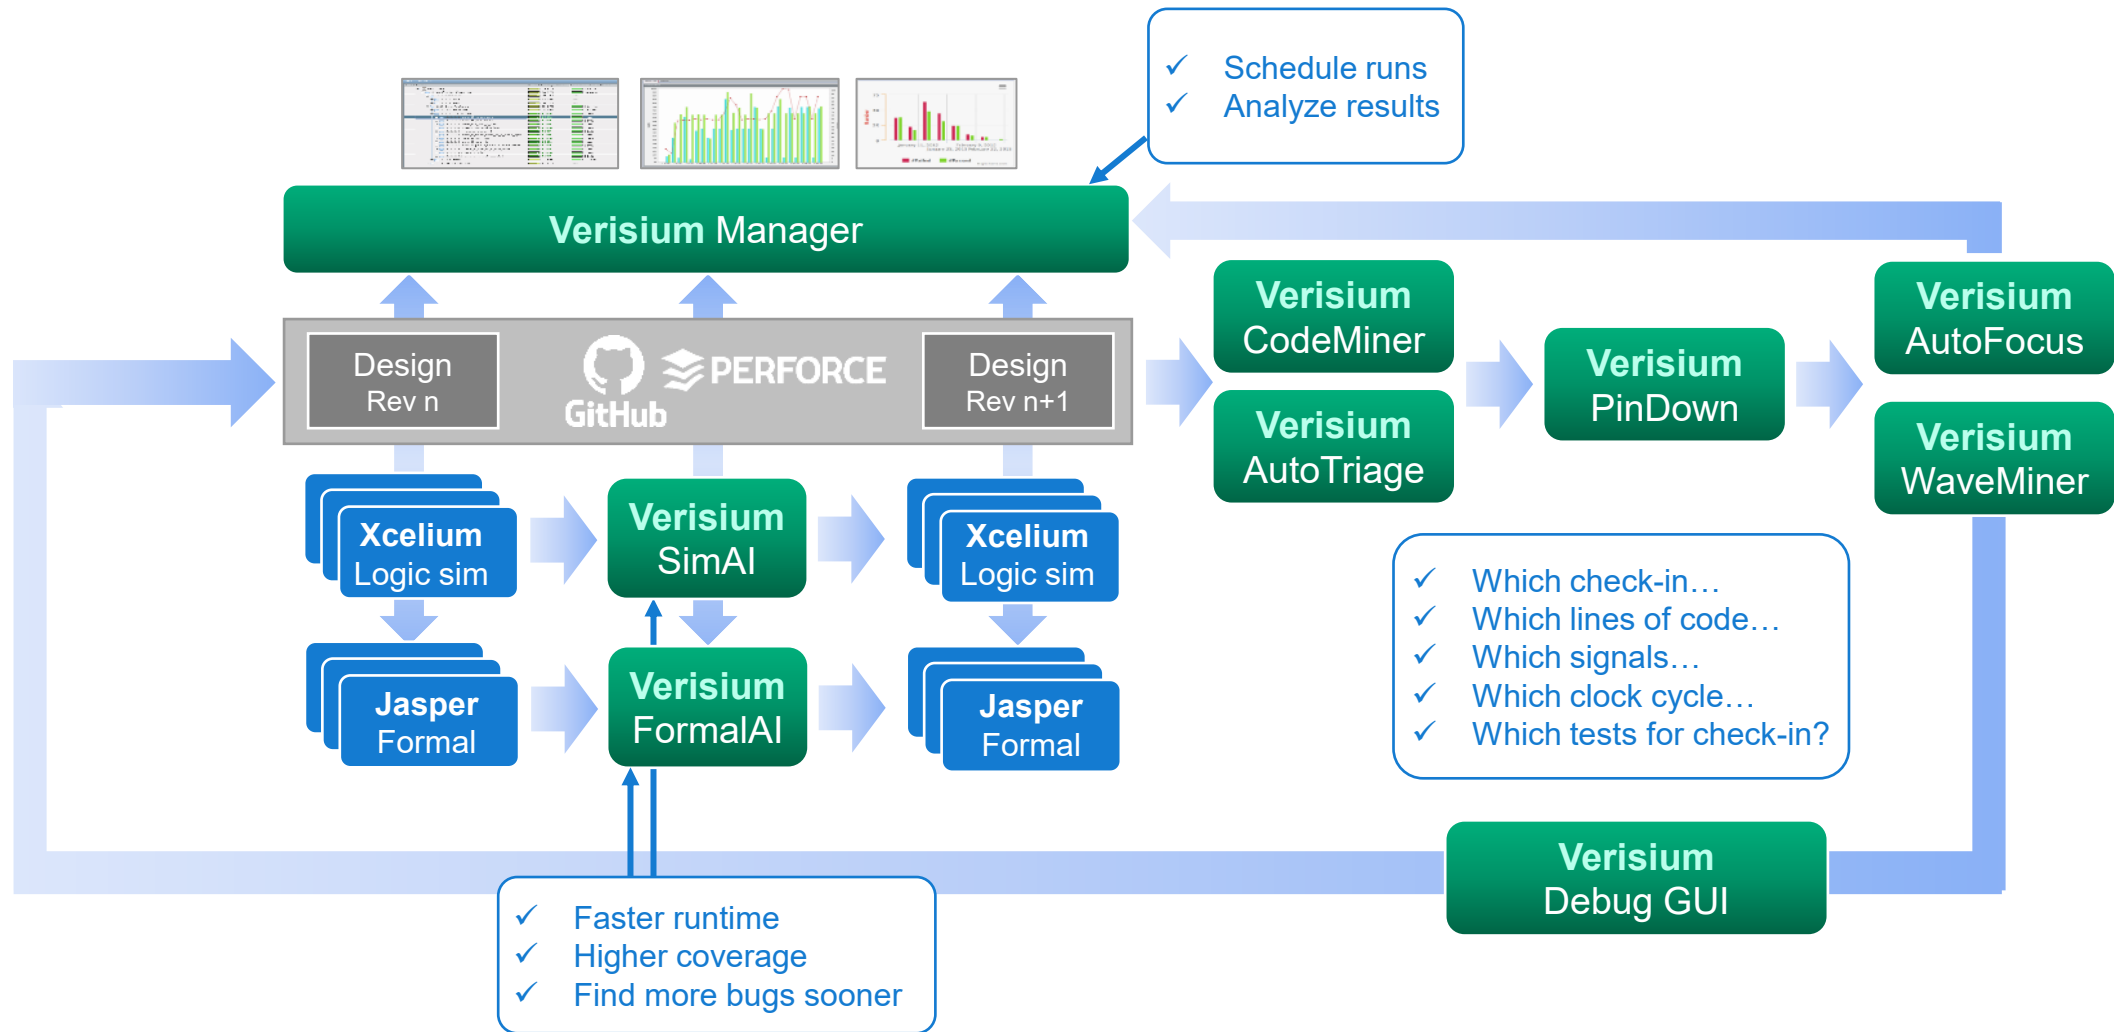 Schedule runs
Analyze results
Verisium Manager
Design
Rev n
GitHub
PERFORCE
Design
Rev n+1
Verisium
CodeMiner
Verisium
AutoTriage
Verisium
PinDown
Verisium
AutoFocus
Verisium
WaveMiner
Xcelium
Logic sim
Verisium
SimAI
Xcelium
Logic sim
Jasper
Formal
Verisium
FormalAI
Jasper
Formal
Which check-in…
Which lines of code…
Which signals…
Which clock cycle…
Which tests for check-in?
Verisium
Debug GUI
Faster runtime
Higher coverage
Find more bugs sooner